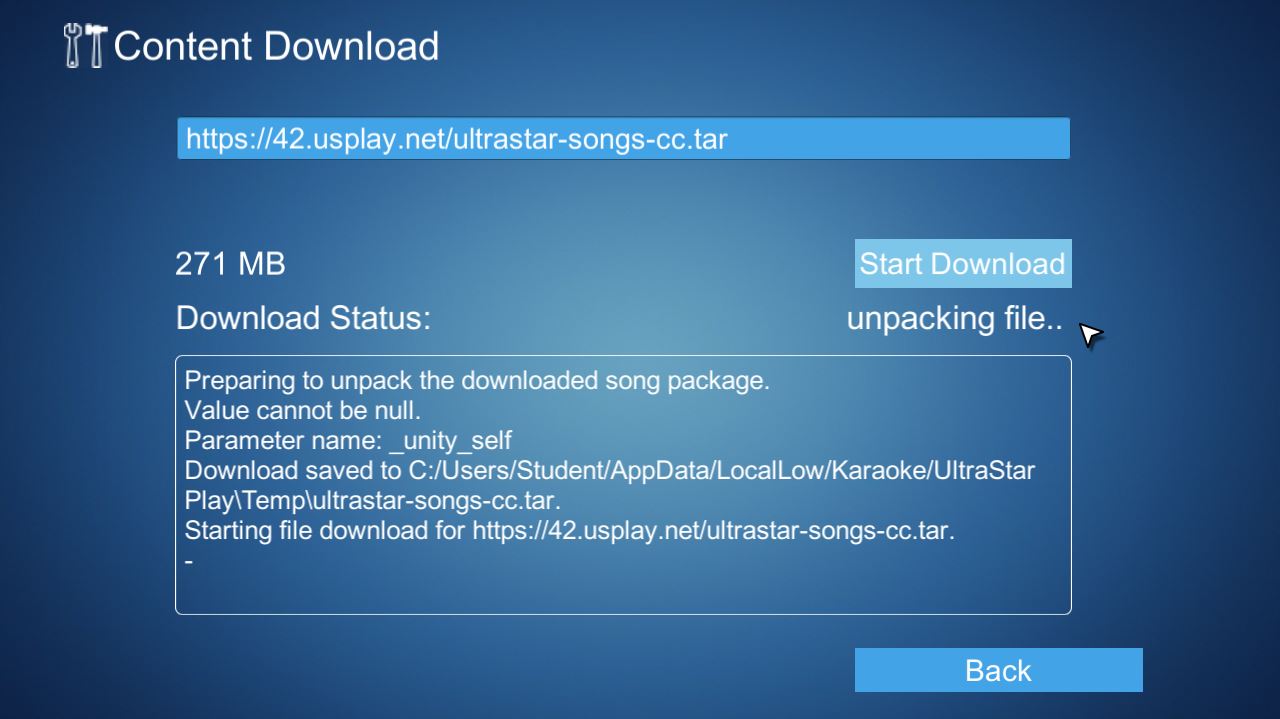 Content Download
https://42.usplay.net/ultrastar-songs-cc.tar
271 MB
Start Download
Download Status:
unpacking file..
Preparing to unpack the downloaded song package.
Value cannot be null.
Parameter name: _unity_self
Download saved to C:/Users/Student/AppData/LocalLow/Karaoke/UltraStar
Play\Temp\ultrastar-songs-cc.tar.
Starting file download for https://42.usplay.net/ultrastar-songs-cc.tar.
-
Back